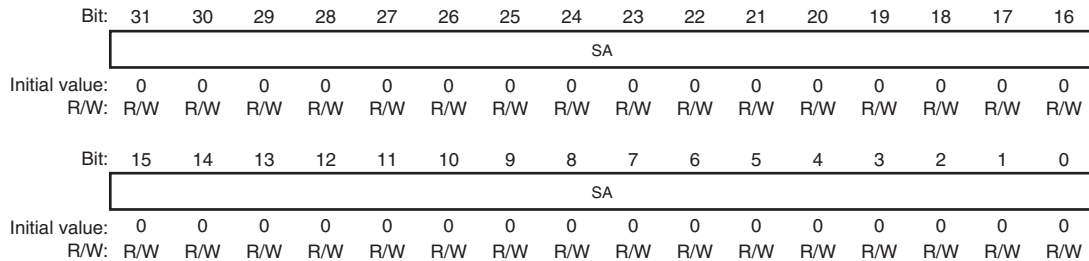 Bit: 31 30 29 28 27 26 25 24 23 22 21 20 19 18 17 16
SA
Initial value: 0 0 0 0 0 0 0 0 0 0 0 0 0 0 0 0
R/W: R/W R/W R/W R/W R/W R/W R/W R/W R/W R/W R/W R/W R/W R/W R/W R/W
Bit: 15 14 13 12 11 10 9 8 7 6 5 4 3 2 1 0
SA
Initial value: 0 0 0 0 0 0 0 0 0 0 0 0 0 0 0 0
R/W: R/W R/W R/W R/W R/W R/W R/W R/W R/W R/W R/W R/W R/W R/W R/W R/W